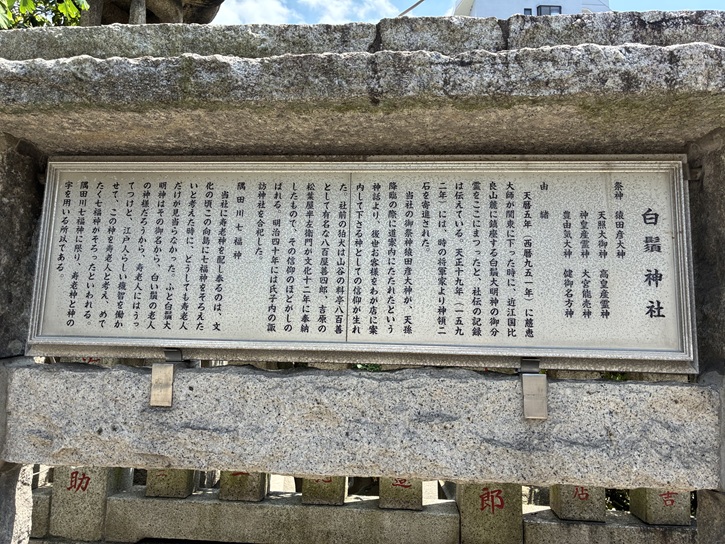 白鬚神社
祭神　猿田彦大神
天照大御神　高皇産霊神
神皇産霊神　大宮能売神
豊由気大神　健御名方神
由緒
天暦五年（西暦九五一年）に慈恵
大師が関東に下った時に、近江国比
良山麓に鎮座する白鬚大明神の御分
霊をここにまつったと、社伝の記録
は伝えている。天正十九年（一五九
二年）には、時の将軍家より神領二
石を寄進された。
当社の御祭神猿田彦大神が、天孫
降臨の際に道案内にたたれたという
神話より、後世お客様をわが店に案
内して下さる神としての信仰が生れ
た。社前の狛犬は山谷の料亭八百善
として有名な八百屋善四郎、吉原の
松葉屋半左衛門が文化十二年に奉納
したもので、その信仰のほどがしの
ばれる。明治四十年には氏子内の諏
訪神社を合祀した。
隅田川七福神
当社に寿老神を配し奉るのは、文
化の頃この向島に七福神をそろえた
いと考えた時に、どうしても寿老人
だけが見当らなかった。ふと白鬚大
明神はその御名から、白い鬚の老人
の神様だろうから、寿老人にはうっ
てつけと、江戸人らしい機智を働か
せて、この神を寿老人と考え、めで
たく七福神がそろったといわれる。
隅田川七福神に限り、寿老神と神の
字を用いる所以である。
吉
店
郎
造
助